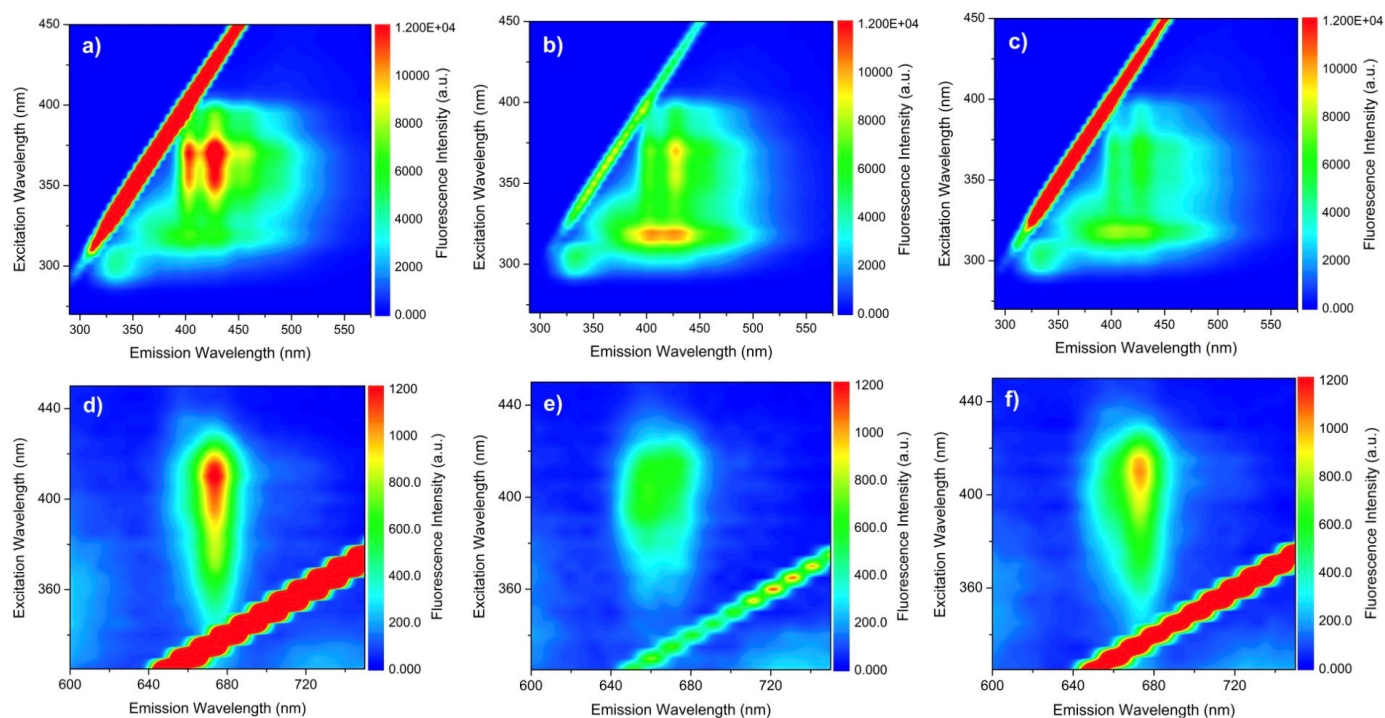 a)
450
400
350
300
300 350 400 450 500 550
Excitation Wavelength (nm)
Emission Wavelength (nm)
1.200E+04
10000
8000
6000
4000
2000
0.000
Fluorescence Intensity (a.u.)
b)
450
400
350
300
300 350 400 450 500 550
Excitation Wavelength (nm)
Emission Wavelength (nm)
1.200E+04
10000
8000
6000
4000
2000
0.000
Fluorescence Intensity (a.u.)
c)
450
400
350
300
300 350 400 450 500 550
Excitation Wavelength (nm)
Emission Wavelength (nm)
1.200E+04
10000
8000
6000
4000
2000
0.000
Fluorescence Intensity (a.u.)
d)
440
400
360
600 640 680 720
Excitation Wavelength (nm)
Emission Wavelength (nm)
1200
1000
800.0
600.0
400.0
200.0
0.000
Fluorescence Intensity (a.u.)
e)
440
400
360
600 640 680 720
Excitation Wavelength (nm)
Emission Wavelength (nm)
1200
1000
800.0
600.0
400.0
200.0
0.000
Fluorescence Intensity (a.u.)
f)
440
400
360
600 640 680 720
Excitation Wavelength (nm)
Emission Wavelength (nm)
1200
1000
800.0
600.0
400.0
200.0
0.000
Fluorescence Intensity (a.u.)